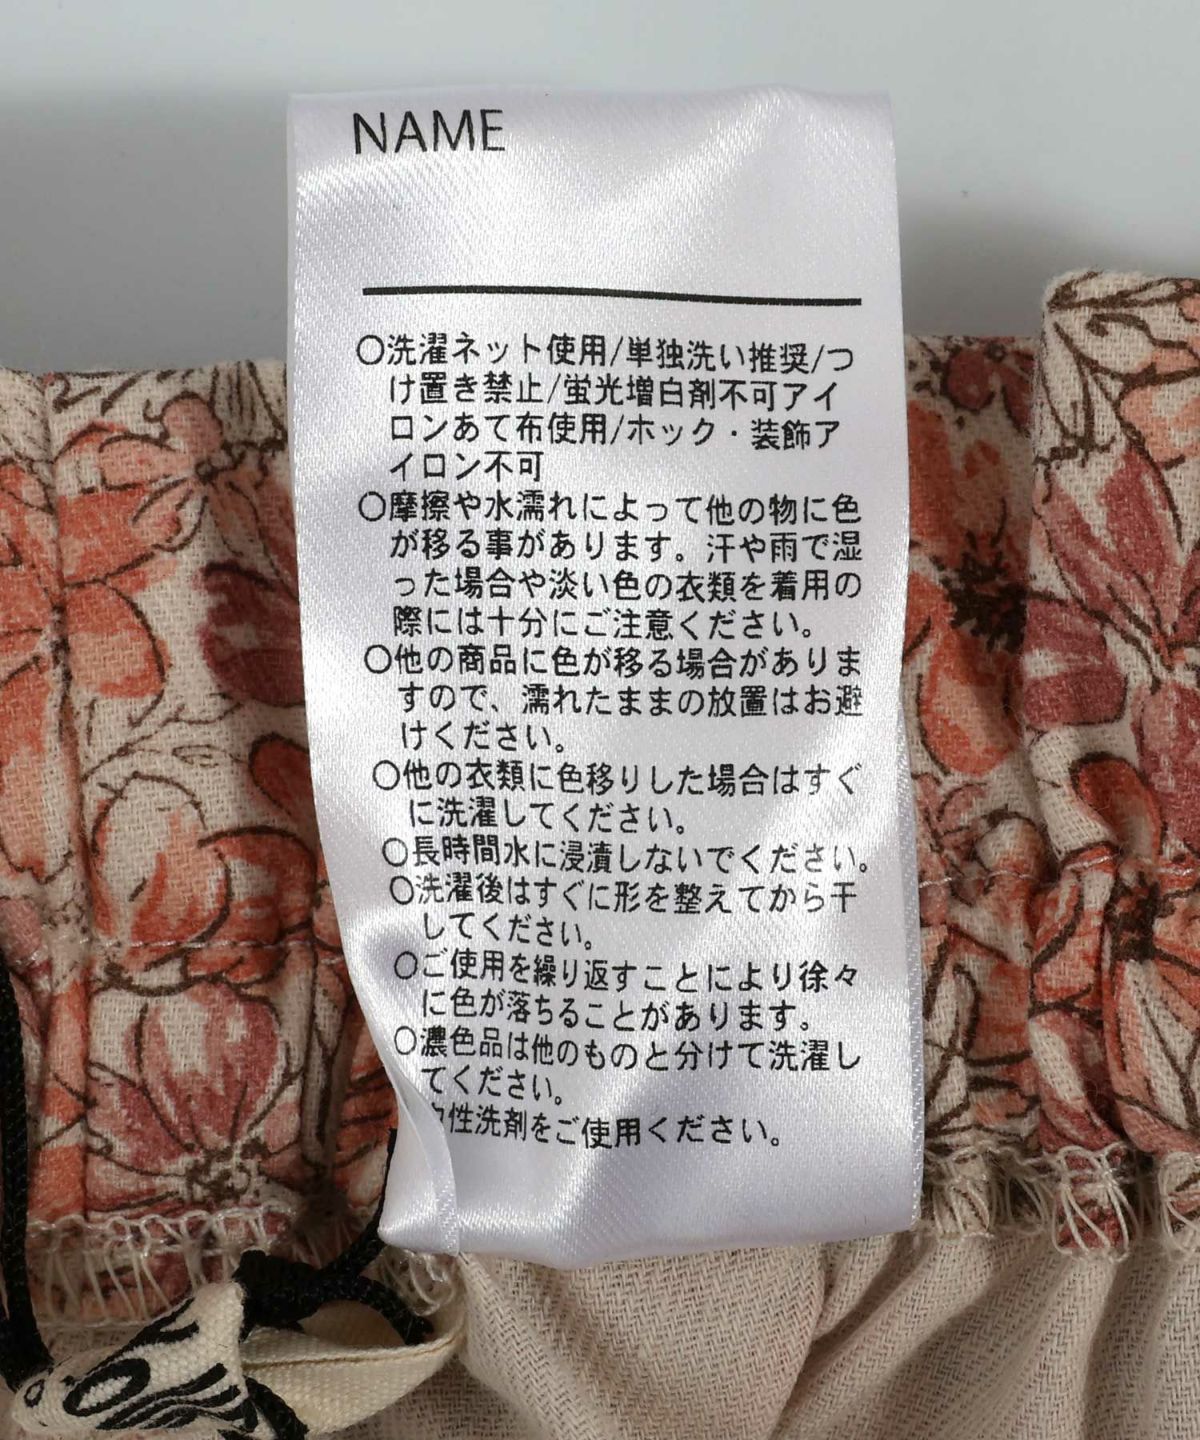 NAME
○洗濯ネット使用/単独洗い推奨/つ
け置き禁止/蛍光増白剤不可アイ
ロンあて布使用/ホック・装飾ア
イロン不可
○摩擦や水濡れによって他の物に色
が移る事があります。汗や雨で湿
った場合や淡い色の衣類を着用の
際には十分にご注意ください。
○他の商品に色が移る場合がありま
すので、濡れたままの放置はお避
けください。
○他の衣類に色移りした場合はすぐ
に洗濯してください。
○長時間水に浸漬しないでください。
○洗濯後はすぐに形を整えてから干
してください。
○ご使用を繰り返すことにより徐々
に色が落ちることがあります。
○濃色品は他のものと分けて洗濯し
てください。
性洗剤をご使用ください。